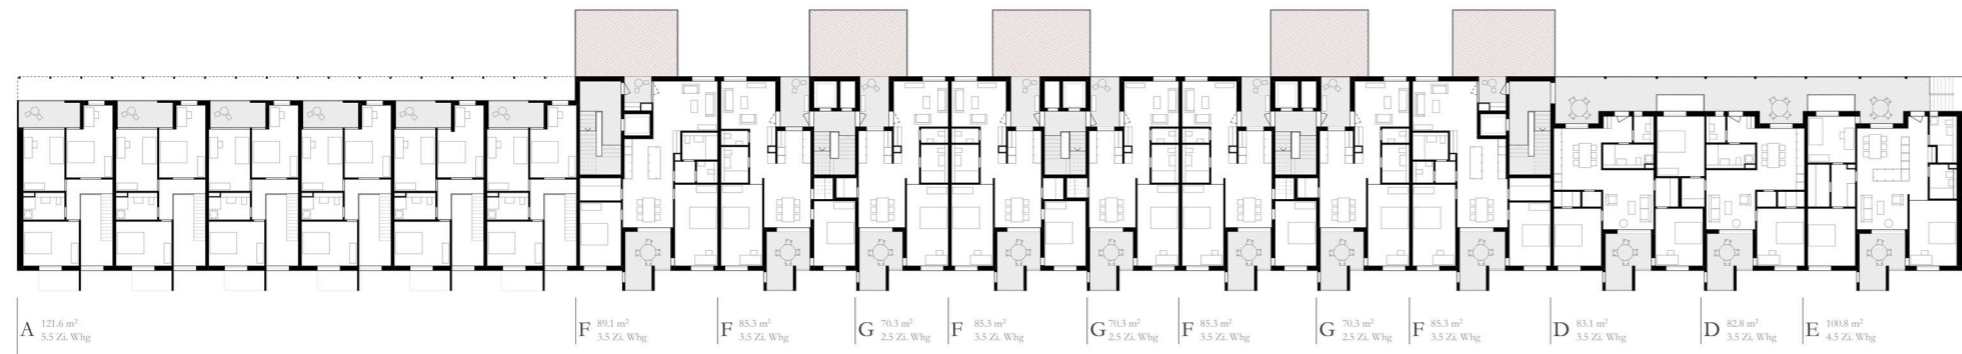 A 121.6 m²
5.5 Zi. Whg
F 89.1 m²
3.5 Zi. Whg
F 85.3 m²
3.5 Zi. Whg
G 70.3 m²
2.5 Zi. Whg
F 85.3 m²
3.5 Zi. Whg
G 70.3 m²
2.5 Zi. Whg
F 85.3 m²
3.5 Zi. Whg
G 70.3 m²
2.5 Zi. Whg
F 85.3 m²
3.5 Zi. Whg
D 83.1 m²
3.5 Zi. Whg
D 82.8 m²
3.5 Zi. Whg
E 100.8 m²
4.5 Zi. Whg